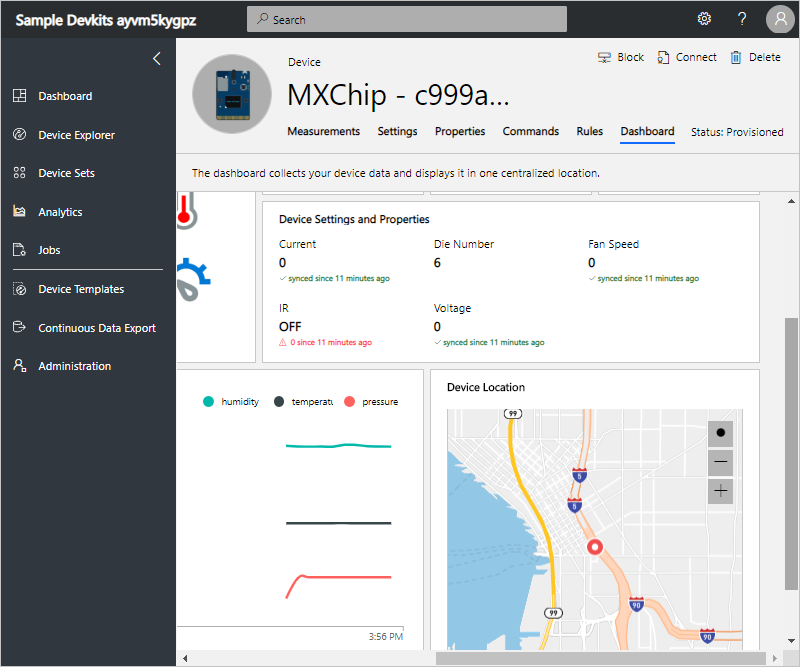 Sample Devkits ayvm5kygpz
Search
?
Dashboard
Device Explorer
Device Sets
Analytics
Jobs
Device Templates
Continuous Data Export
Administration
Device
MXChip - c999a...
Block
Connect
Delete
Measurements
Settings
Properties
Commands
Rules
Dashboard
Status: Provisioned
The dashboard collects your device data and displays it in one centralized location.
Device Settings and Properties
Current
Die Number
Fan Speed
0
6
0
synced since 11 minutes ago
synced since 11 minutes ago
IR
Voltage
OFF
0
0 since 11 minutes ago
synced since 11 minutes ago
humidity
temperatu
pressure
3:56 PM
Device Location
99
5
5
99
90
90